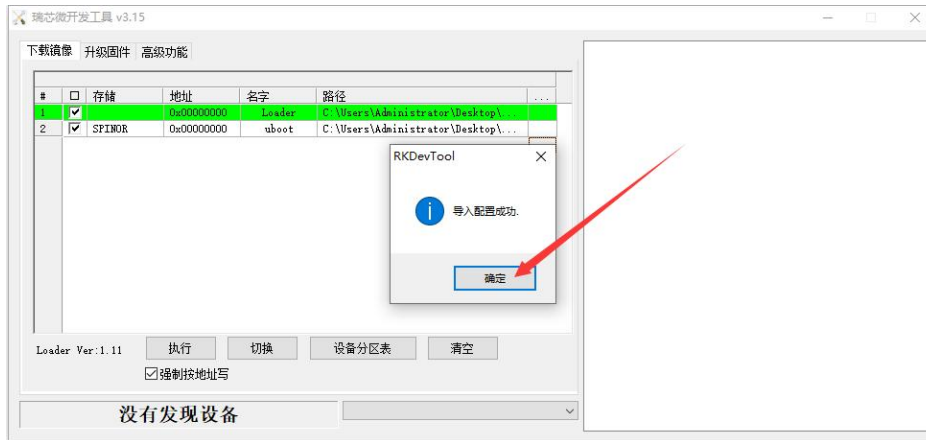 瑞芯微开发工具 v3.15
下载镜像 升级固件 高级功能
# 存储 地址 名字 路径 ...
1 0x00000000 Loader C:\Users\Administrator\Desktop\...
2 SPINOR 0x00000000 uboot C:\Users\Administrator\Desktop\...
RKDevTool
导入配置成功.
确定
Loader Ver:1.11 执行 切换 设备分区表 清空
强制按地址写
没有发现设备